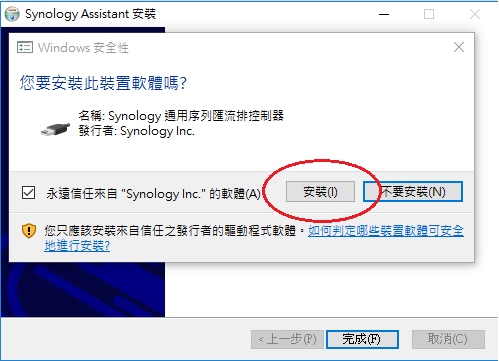 Synology Assistant 安裝
Windows 安全性
您要安裝此裝置軟體嗎?
名稱: Synology 通用序列匯流排控制器
發行者: Synology Inc.
永遠信任來自 "Synology Inc." 的軟體(A)
安裝(I)
不要安裝(N)
您只應該安裝來自信任之發行者的驅動程式軟體。如何判定哪些裝置軟體可安全
地進行安裝?
< 上一步(P)
完成(F)
取消(C)